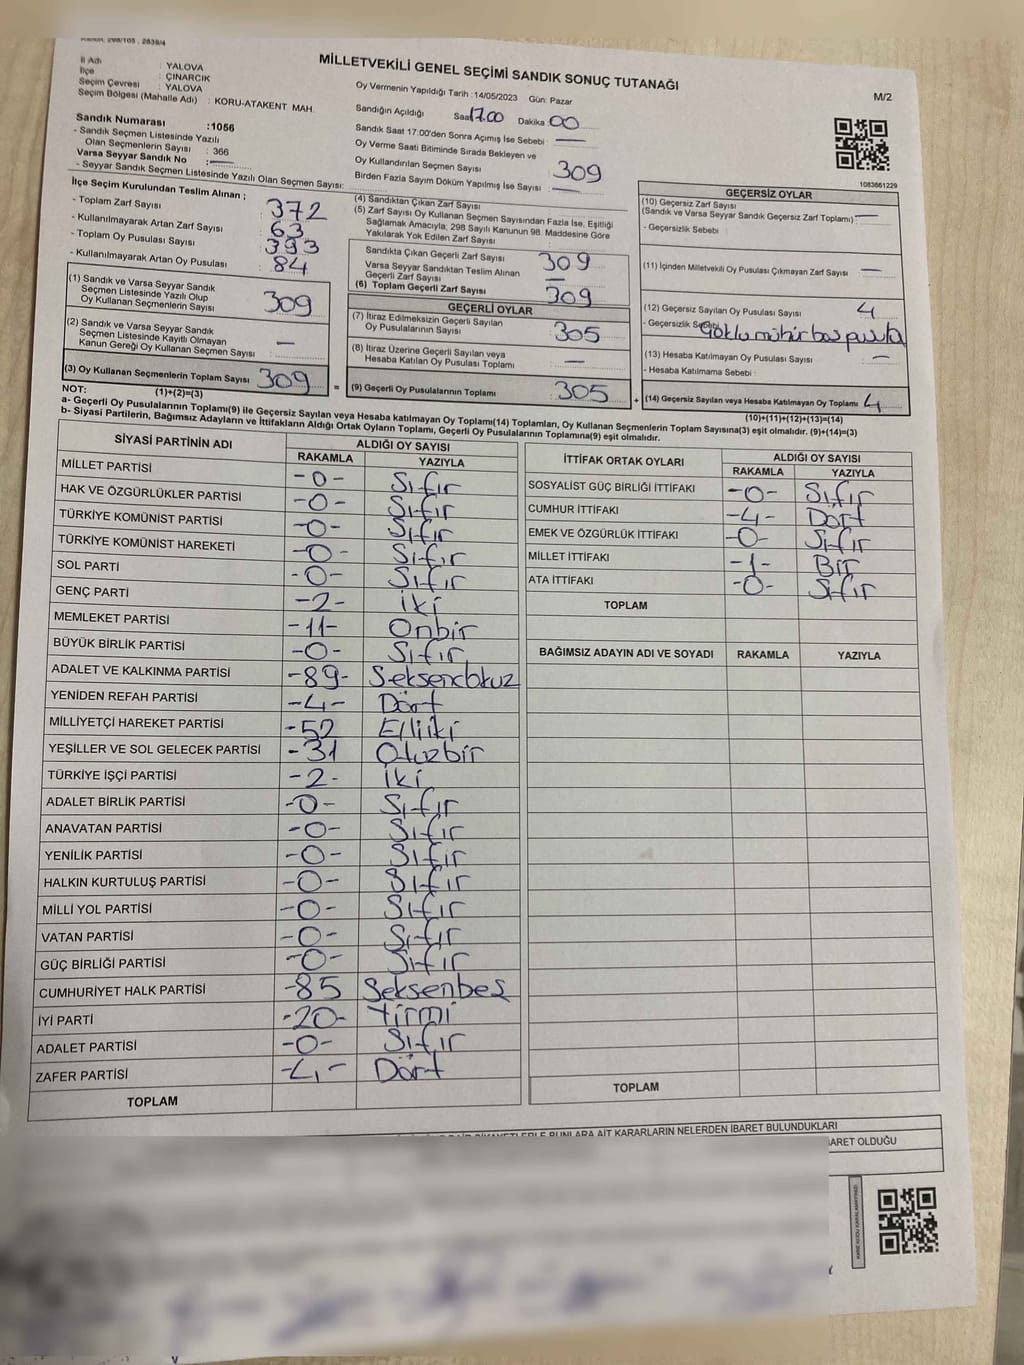 MİLLETVEKİLİ GENEL SEÇİMİ SANDIK SONUÇ TUTANAĞI
M/2
İl Adı : YALOVA
İlçe : ÇINARCIK
Seçim Çevresi : YALOVA
Seçim Bölgesi (Mahalle Adı) : KORU-ATAKENT MAH.
Sandık Numarası :1056
- Sandık Seçmen Listesinde Yazılı
Olan Seçmenlerin Sayısı : 366
Varsa Seyyar Sandık No : —
- Seyyar Sandık Seçmen Listesinde Yazılı Olan Seçmen Sayısı:
Oy Vermenin Yapıldığı Tarih :14/05/2023 Gün: Pazar
Sandığın Açıldığı Saat 17.00 Dakika 00
Sandık Saat 17:00'den Sonra Açımış İse Sebebi : —
Oy Verme Saati Bitiminde Sırada Bekleyen ve
Oy Kullandırılan Seçmen Sayısı 309
Birden Fazla Sayım Döküm Yapılmış İse Sayısı : —
1083661229
İlçe Seçim Kurulundan Teslim Alınan ;
- Toplam Zarf Sayısı : 372
- Kullanılmayarak Artan Zarf Sayısı : 63
- Toplam Oy Pusulası Sayısı : 393
- Kullanılmayarak Artan Oy Pusulası : 84
(1) Sandık ve Varsa Seyyar Sandık
Seçmen Listesinde Yazılı Olup
Oy Kullanan Seçmenlerin Sayısı : 309
(2) Sandık ve Varsa Seyyar Sandık
Seçmen Listesinde Kayıtlı Olmayan
Kanun Gereği Oy Kullanan Seçmen Sayısı : —
(3) Oy Kullanan Seçmenlerin Toplam Sayısı 309
(1)+(2)=(3)
(4) Sandıktan Çıkan Zarf Sayısı
(5) Zarf Sayısı Oy Kullanan Seçmen Sayısından Fazla İse, Eşitliği
Sağlamak Amacıyla; 298 Sayılı Kanunun 98. Maddesine Göre
Yakılarak Yok Edilen Zarf Sayısı :
Sandıkta Çıkan Geçerli Zarf Sayısı 309
Varsa Seyyar Sandıktan Teslim Alınan
Geçerli Zarf Sayısı : —
(6) Toplam Geçerli Zarf Sayısı 309
GEÇERLİ OYLAR
(7) İtiraz Edilmeksizin Geçerli Sayılan
Oy Pusulalarının Sayısı : 305
(8) İtiraz Üzerine Geçerli Sayılan veya
Hesaba Katılan Oy Pusulası Toplamı : —
= (9) Geçerli Oy Pusulalarının Toplamı 305
GEÇERSİZ OYLAR
(10) Geçersiz Zarf Sayısı
(Sandık ve Varsa Seyyar Sandık Geçersiz Zarf Toplamı) : —
- Geçersizlik Sebebi :
(11) İçinden Milletvekili Oy Pusulası Çıkmayan Zarf Sayısı : —
(12) Geçersiz Sayılan Oy Pusulası Sayısı : 4
- Geçersizlik Sebebi
(13) Hesaba Katılmayan Oy Pusulası Sayısı : —
- Hesaba Katılmama Sebebi :
+ (14) Geçersiz Sayılan veya Hesaba Katılmayan Oy Toplamı 4
(10)+(11)+(12)+(13)=(14)
NOT:
a- Geçerli Oy Pusulalarının Toplamı(9) ile Geçersiz Sayılan veya Hesaba katılmayan Oy Toplamı(14) Toplamları, Oy Kullanan Seçmenlerin Toplam Sayısına(3) eşit olmalıdır. (9)+(14)=(3)
b- Siyasi Partilerin, Bağımsız Adayların ve İttifakların Aldığı Ortak Oyların Toplamı, Geçerli Oy Pusulalarının Toplamına(9) eşit olmalıdır.
SİYASİ PARTİNİN ADI ALDIĞI OY SAYISI
RAKAMLA YAZIYLA
MİLLET PARTİSİ -0- Sıfır
HAK VE ÖZGÜRLÜKLER PARTİSİ -0- Sıfır
TÜRKİYE KOMÜNİST PARTİSİ -0- Sıfır
TÜRKİYE KOMÜNİST HAREKETİ -0- Sıfır
SOL PARTİ -0- Sıfır
GENÇ PARTİ -2- İki
MEMLEKET PARTİSİ -11- Onbir
BÜYÜK BİRLİK PARTİSİ -0- Sıfır
ADALET VE KALKINMA PARTİSİ -89- Seksendokuz
YENİDEN REFAH PARTİSİ -4- Dört
MİLLİYETÇİ HAREKET PARTİSİ -52 Elliiki
YEŞİLLER VE SOL GELECEK PARTİSİ -31 Otuzbir
TÜRKİYE İŞÇİ PARTİSİ -2- İki
ADALET BİRLİK PARTİSİ -0- Sıfır
ANAVATAN PARTİSİ -0- Sıfır
YENİLİK PARTİSİ -0- Sıfır
HALKIN KURTULUŞ PARTİSİ -0- Sıfır
MİLLİ YOL PARTİSİ -0- Sıfır
VATAN PARTİSİ -0- Sıfır
GÜÇ BİRLİĞİ PARTİSİ -0- Sıfır
CUMHURİYET HALK PARTİSİ -85 Seksenbeş
İYİ PARTİ -20- Yirmi
ADALET PARTİSİ -0- Sıfır
ZAFER PARTİSİ -4- Dört
TOPLAM
İTTİFAK ORTAK OYLARI ALDIĞI OY SAYISI
RAKAMLA YAZIYLA
SOSYALİST GÜÇ BİRLİĞİ İTTİFAKI -0- Sıfır
CUMHUR İTTİFAKI -4- Dört
EMEK VE ÖZGÜRLÜK İTTİFAKI -0- Sıfır
MİLLET İTTİFAKI -1- Bir
ATA İTTİFAKI -0- Sıfır
TOPLAM
BAĞIMSIZ ADAYIN ADI VE SOYADI RAKAMLA YAZIYLA
TOPLAM
BUNLARA AİT KARARLARIN NELERDEN İBARET BULUNDUKLARI
OLDUĞU